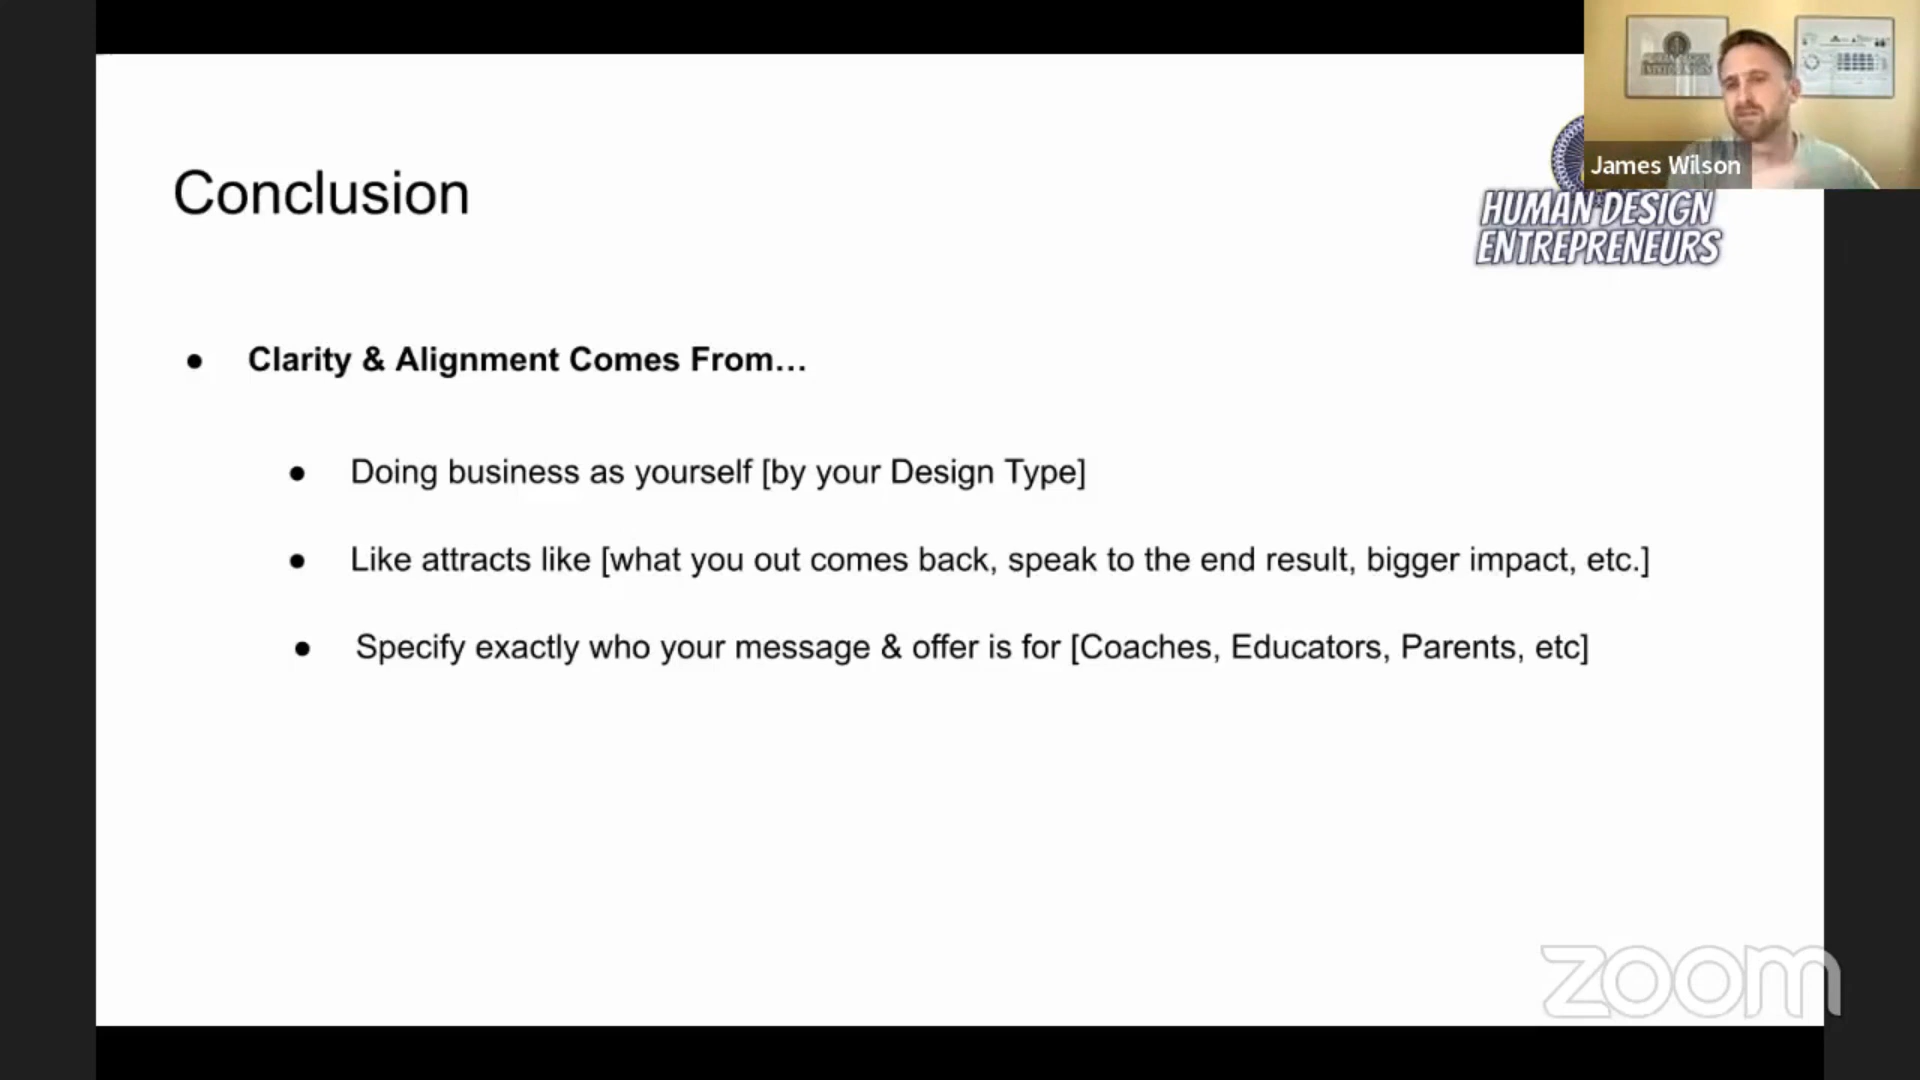 Conclusion
James Wilson
HUMAN DESIGN
ENTREPRENEURS
● Clarity & Alignment Comes From…
● Doing business as yourself [by your Design Type]
● Like attracts like [what you out comes back, speak to the end result, bigger impact, etc.]
● Specify exactly who your message & offer is for [Coaches, Educators, Parents, etc]
zoom